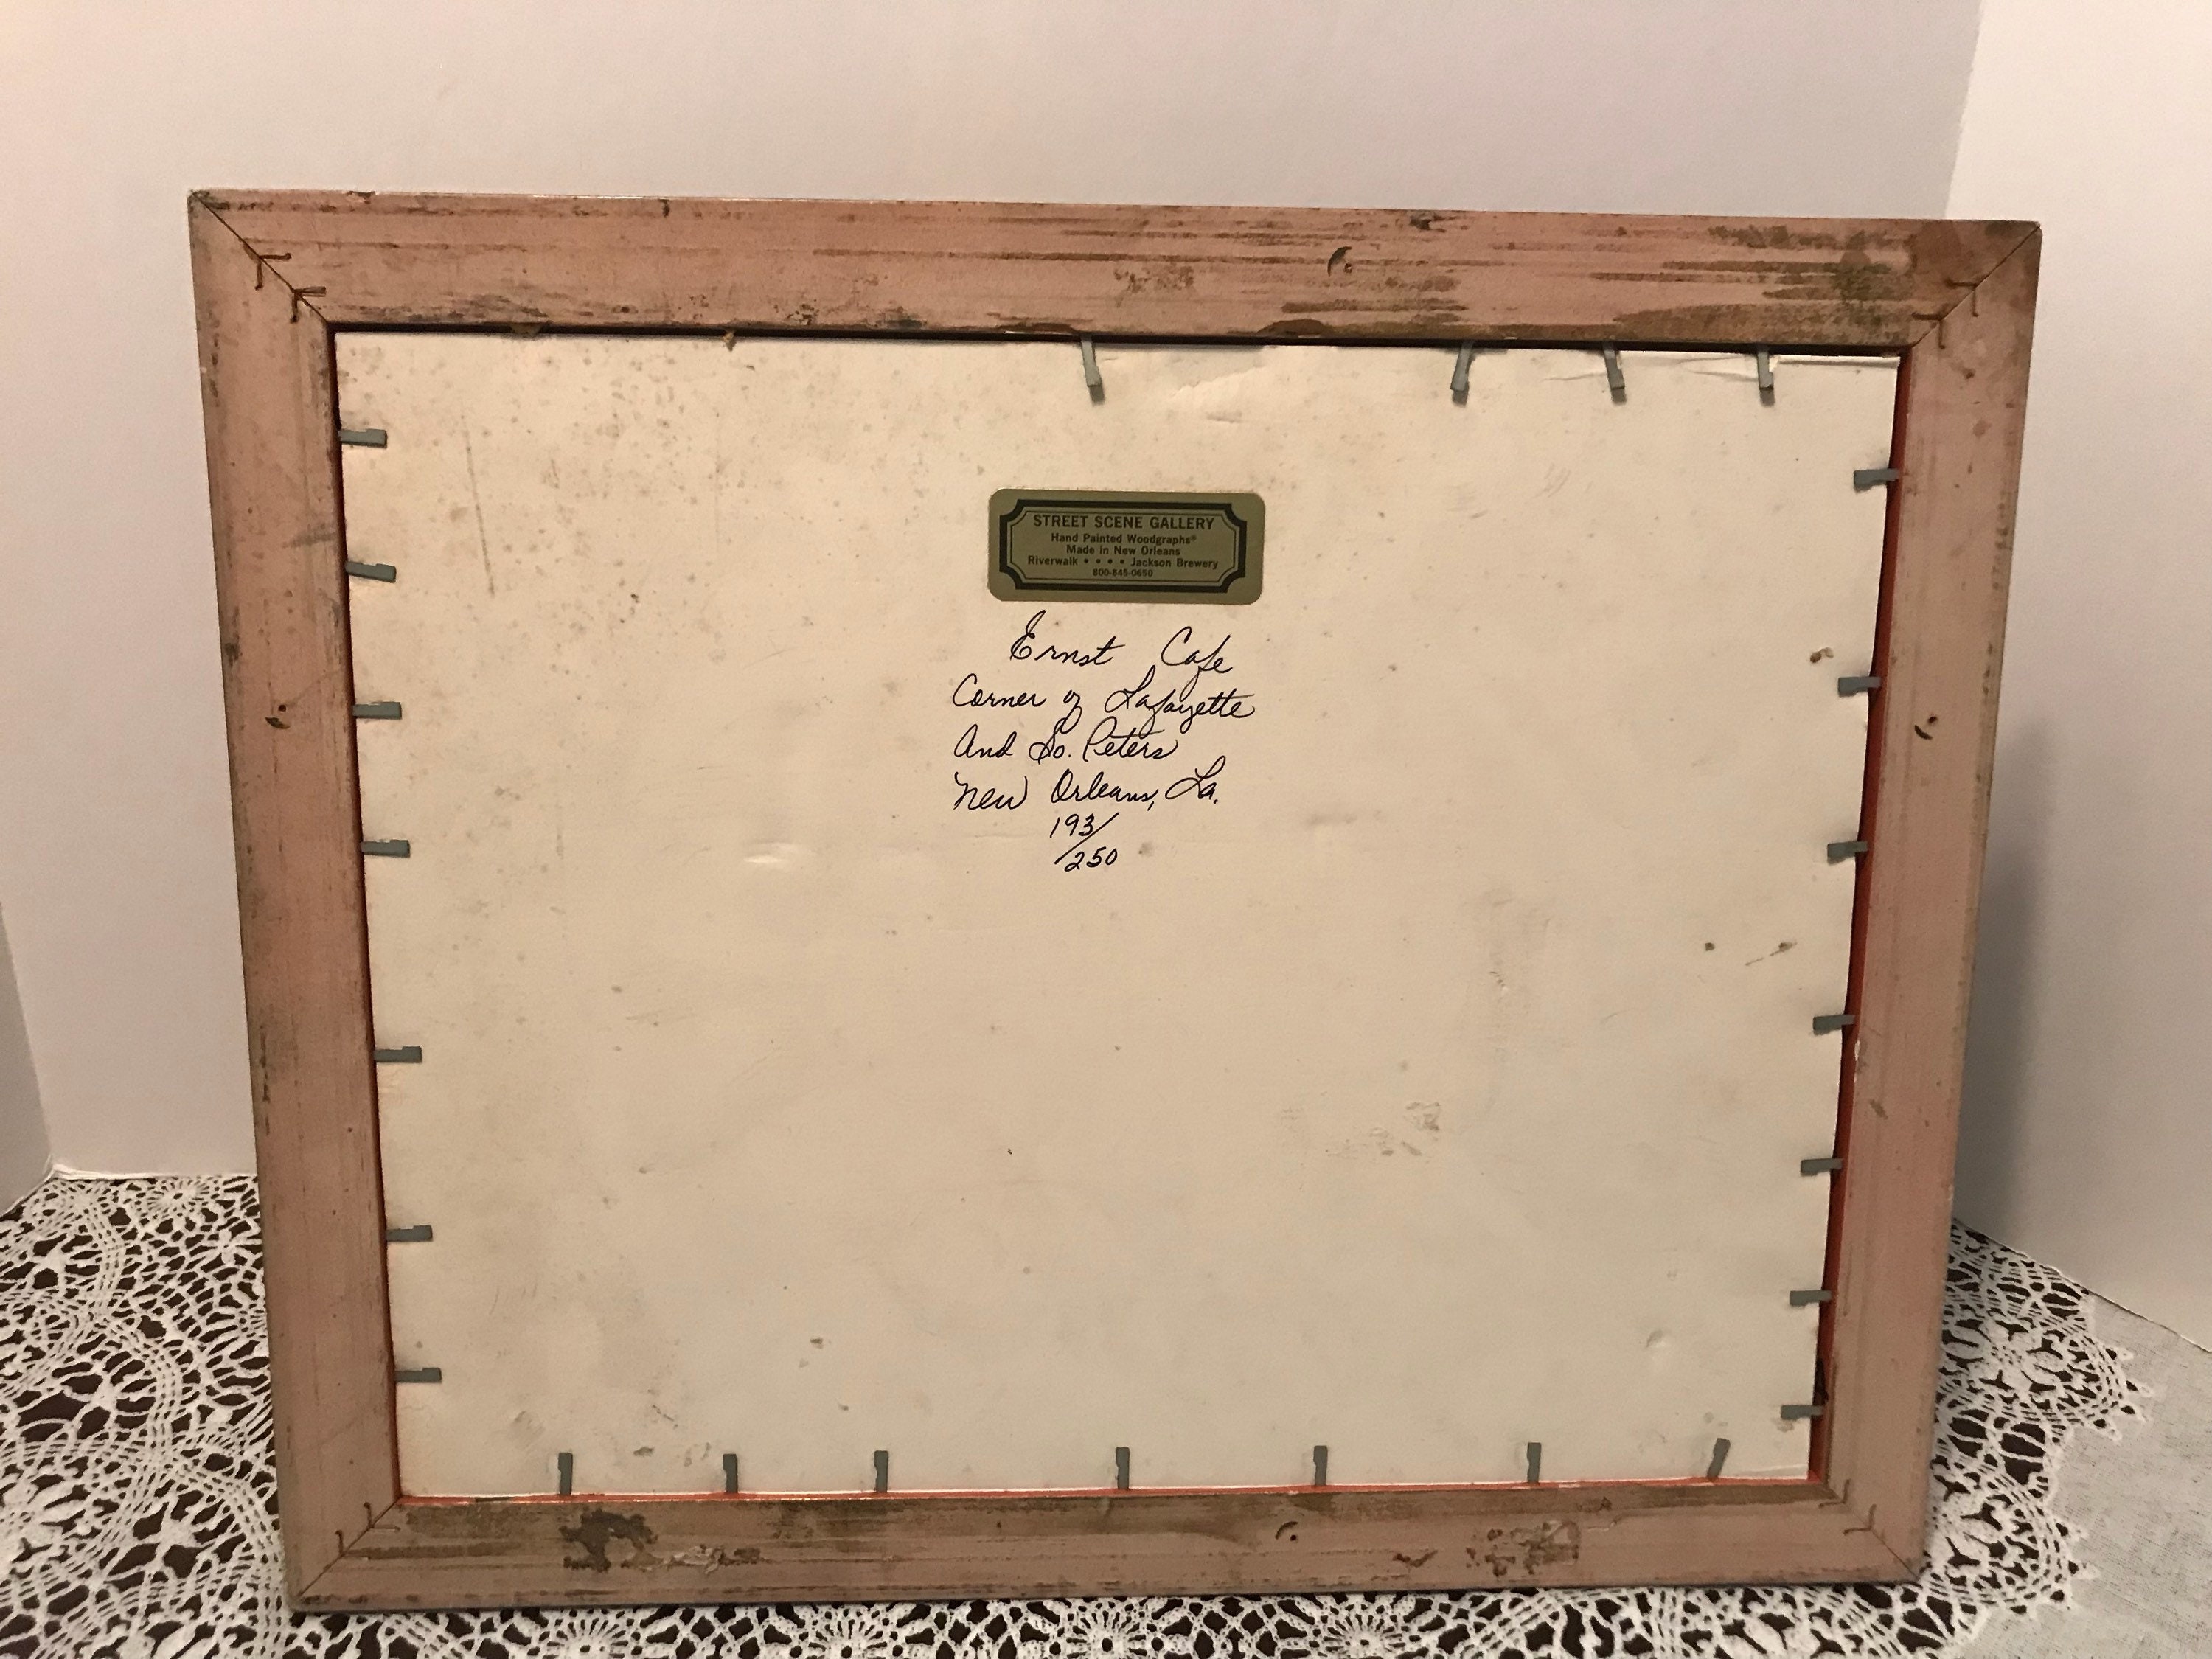 STREET SCENE GALLERY
Hand Painted Woodgraphs®
Made in New Orleans
Riverwalk • • • • Jackson Brewery
800-845-0650
Ernst Cafe
Corner of Lafayette
And So. Peters
New Orleans, La.
193/
250